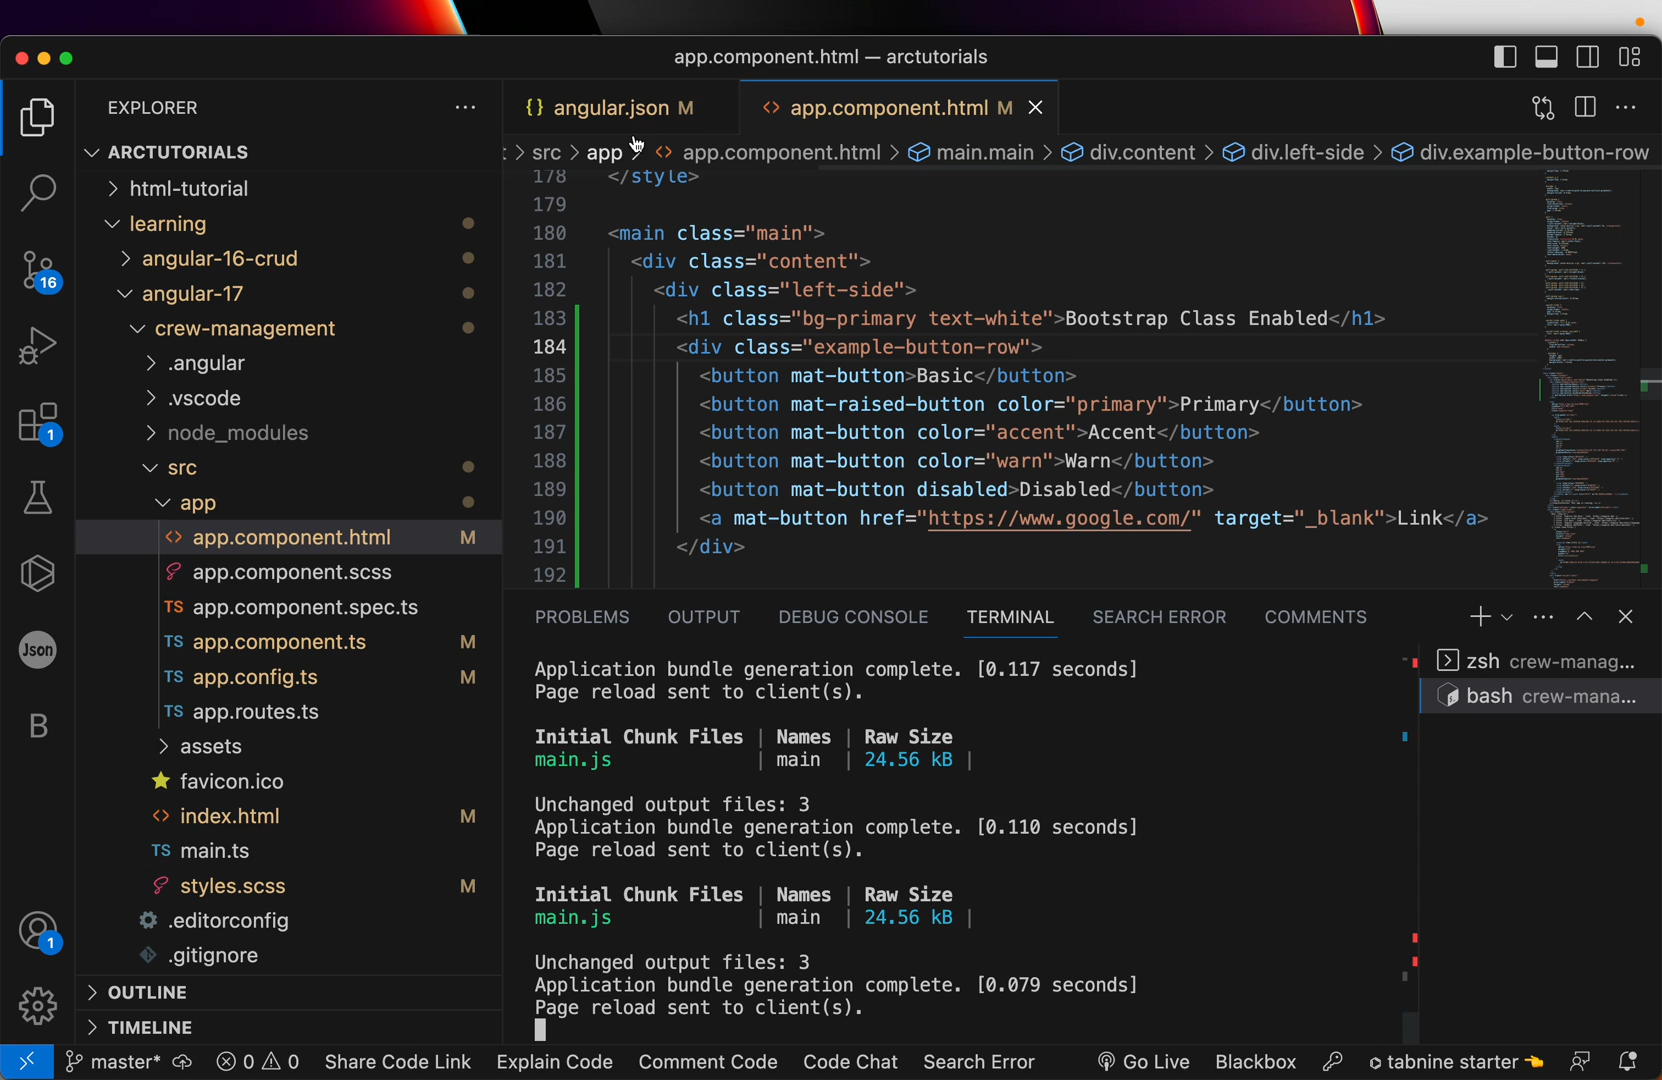 app.component.html — arctutorials
EXPLORER
ARCTUTORIALS
html-tutorial
learning
angular-16-crud
angular-17
crew-management
.angular
.vscode
node_modules
src
app
app.component.html M
app.component.scss
app.component.spec.ts
app.component.ts M
app.config.ts M
app.routes.ts
assets
favicon.ico
index.html M
main.ts
styles.scss M
.editorconfig
.gitignore
OUTLINE
TIMELINE
16
1
Json
B
1
{} angular.json M
<> app.component.html M
src > app > <> app.component.html > main.main > div.content > div.left-side > div.example-button-row
178 </style>
179
180 <main class="main">
181 <div class="content">
182 <div class="left-side">
183 <h1 class="bg-primary text-white">Bootstrap Class Enabled</h1>
184 <div class="example-button-row">
185 <button mat-button>Basic</button>
186 <button mat-raised-button color="primary">Primary</button>
187 <button mat-button color="accent">Accent</button>
188 <button mat-button color="warn">Warn</button>
189 <button mat-button disabled>Disabled</button>
190 <a mat-button href="https://www.google.com/" target="_blank">Link</a>
191 </div>
192
PROBLEMS OUTPUT DEBUG CONSOLE TERMINAL SEARCH ERROR COMMENTS
Application bundle generation complete. [0.117 seconds]
Page reload sent to client(s).
Initial Chunk Files | Names | Raw Size
main.js | main | 24.56 kB |
Unchanged output files: 3
Application bundle generation complete. [0.110 seconds]
Page reload sent to client(s).
Initial Chunk Files | Names | Raw Size
main.js | main | 24.56 kB |
Unchanged output files: 3
Application bundle generation complete. [0.079 seconds]
Page reload sent to client(s).
zsh crew-manag...
bash crew-mana...
master* 0 0 Share Code Link Explain Code Comment Code Code Chat Search Error Go Live Blackbox tabnine starter